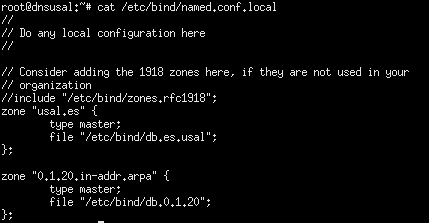 root@dnsusal:~# cat /etc/bind/named.conf.local
//
// Do any local configuration here
//

// Consider adding the 1918 zones here, if they are not used in your
// organization
//include "/etc/bind/zones.rfc1918";
zone "usal.es" {
        type master;
        file "/etc/bind/db.es.usal";
};

zone "0.1.20.in-addr.arpa" {
        type master;
        file "/etc/bind/db.0.1.20";
};